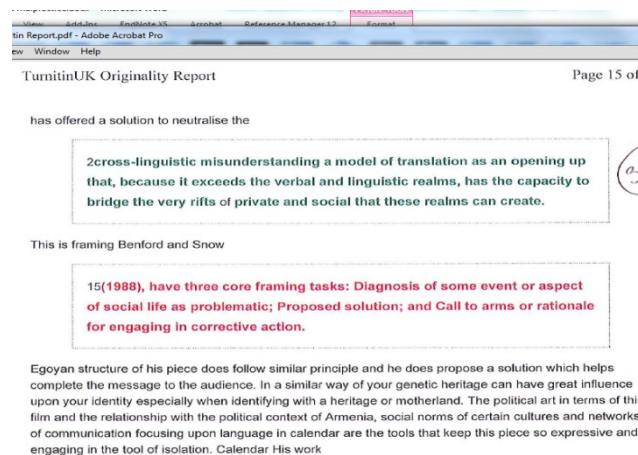 View Add-Ins EndNote X5 Acrobat Reference Manager 12 Format
tin Report.pdf - Adobe Acrobat Pro
ew Window Help
TurnitinUK Originality Report Page 15 of
has offered a solution to neutralise the
2cross-linguistic misunderstanding a model of translation as an opening up
that, because it exceeds the verbal and linguistic realms, has the capacity to
bridge the very rifts of private and social that these realms can create.
This is framing Benford and Snow
15(1988), have three core framing tasks: Diagnosis of some event or aspect
of social life as problematic; Proposed solution; and Call to arms or rationale
for engaging in corrective action.
Egoyan structure of his piece does follow similar principle and he does propose a solution which helps
complete the message to the audience. In a similar way of your genetic heritage can have great influence
upon your identity especially when identifying with a heritage or motherland. The political art in terms of thi
film and the relationship with the political context of Armenia, social norms of certain cultures and networks
of communication focusing upon language in calendar are the tools that keep this piece so expressive and
engaging in the tool of isolation. Calendar His work